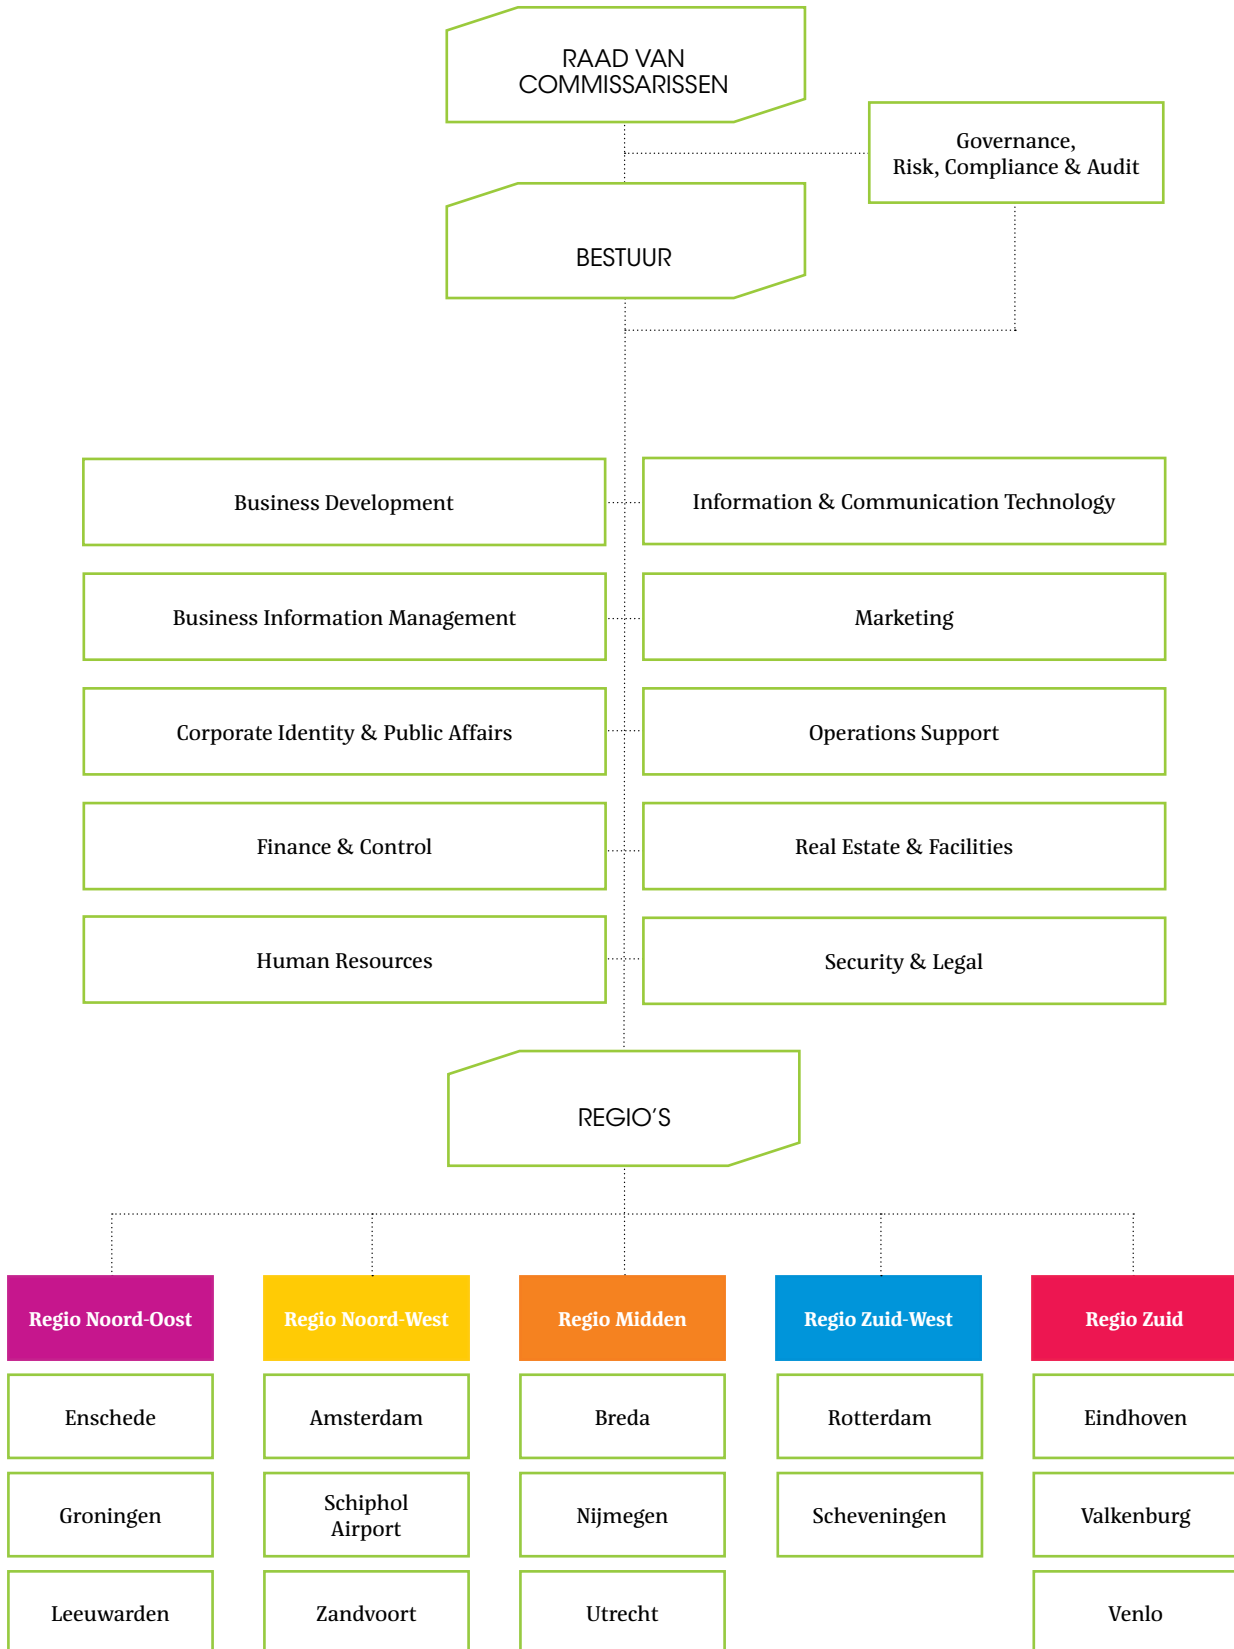 RAAD VAN
COMMISSARISSEN
Governance,
Risk, Compliance & Audit
BESTUUR
Business Development
Information & Communication Technology
Business Information Management
Marketing
Corporate Identity & Public Affairs
Operations Support
Finance & Control
Real Estate & Facilities
Human Resources
Security & Legal
REGIO'S
Regio Noord-Oost
Regio Noord-West
Regio Midden
Regio Zuid-West
Regio Zuid
Enschede
Amsterdam
Breda
Rotterdam
Eindhoven
Groningen
Schiphol
Airport
Nijmegen
Scheveningen
Valkenburg
Leeuwarden
Zandvoort
Utrecht
Venlo